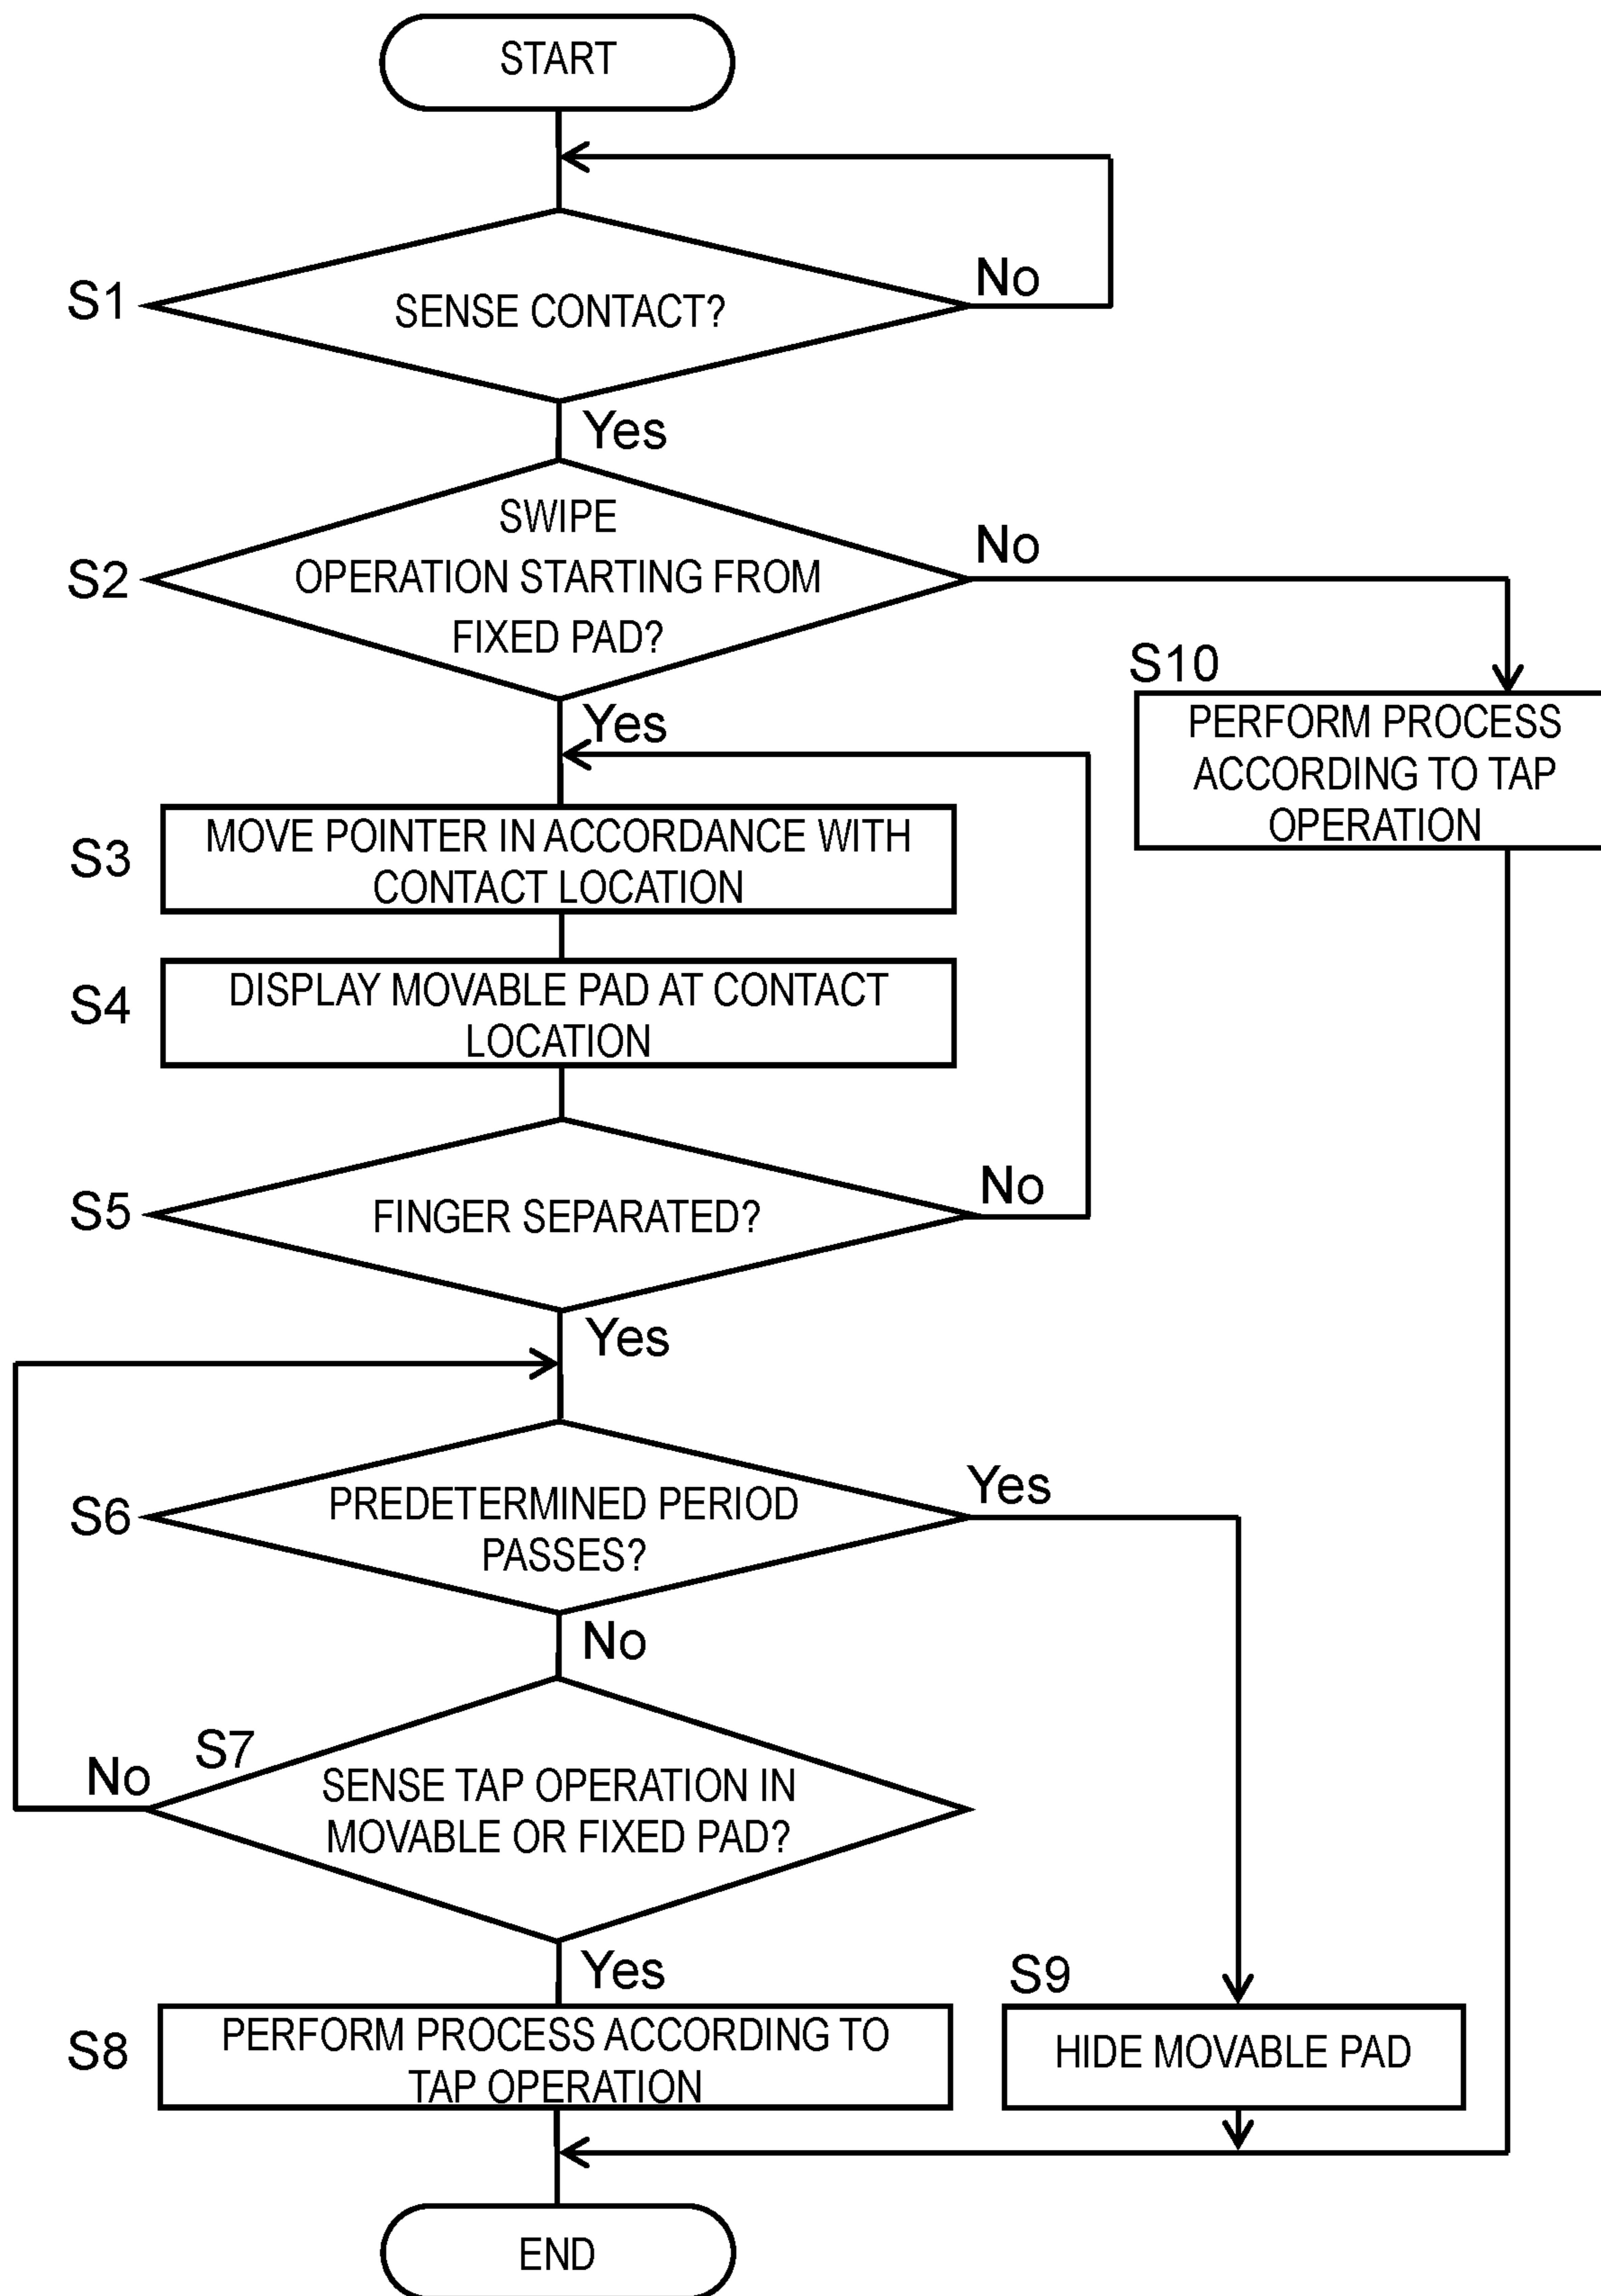 START
S1
SENSE CONTACT?
No
Yes
S2
SWIPE
OPERATION STARTING FROM
FIXED PAD?
No
Yes
S10
PERFORM PROCESS
ACCORDING TO TAP
OPERATION
S3
MOVE POINTER IN ACCORDANCE WITH
CONTACT LOCATION
S4
DISPLAY MOVABLE PAD AT CONTACT
LOCATION
S5
FINGER SEPARATED?
No
Yes
S6
PREDETERMINED PERIOD
PASSES?
Yes
No
S7
No
SENSE TAP OPERATION IN
MOVABLE OR FIXED PAD?
Yes
S8
PERFORM PROCESS ACCORDING TO
TAP OPERATION
S9
HIDE MOVABLE PAD
END